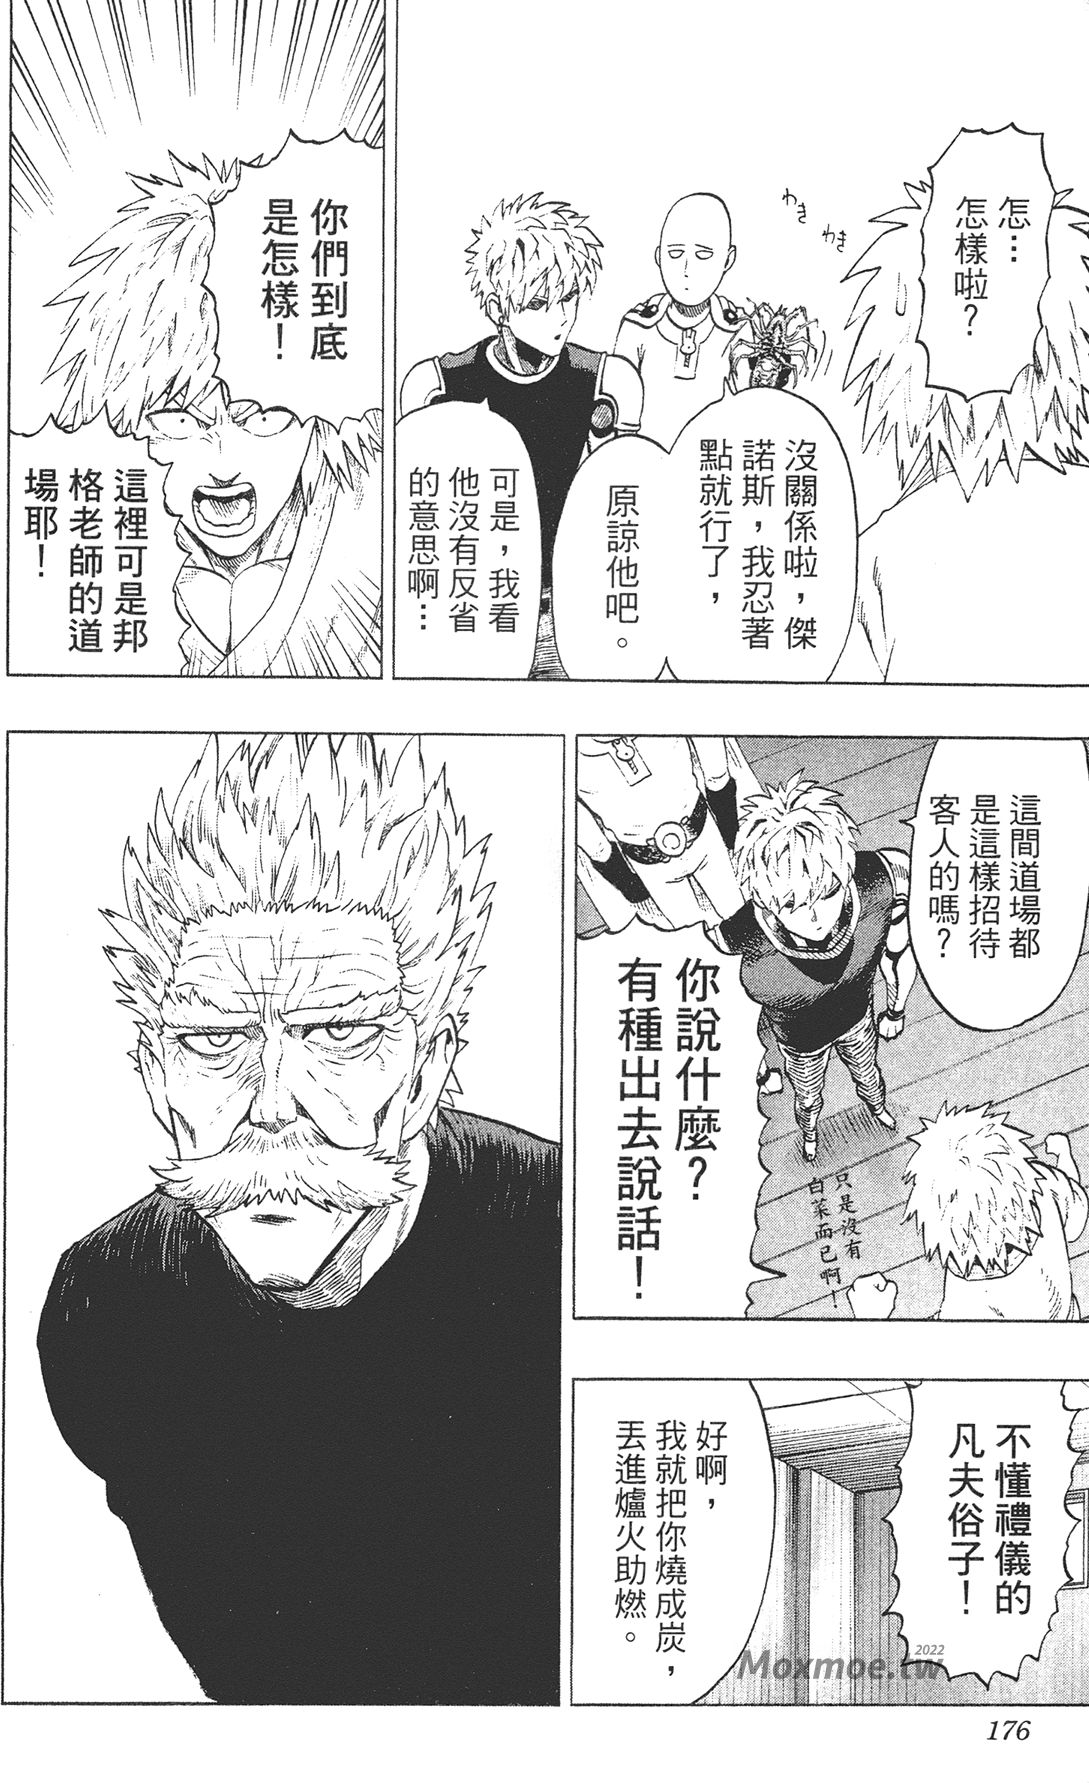 怎…
怎樣啦？
わき
わき
沒關係啦，傑
諾斯，我忍著
點就行了，
原諒他吧。
可是，我看
他沒有反省
的意思啊…
你們到底
是怎樣！
這裡可是邦
格老師的道
場耶！
這間道場都
是這樣招待
客人的嗎？
你說什麼？
有種出去說話！
只是沒有
白菜而已啊！
不懂禮儀的
凡夫俗子！
好啊，
我就把你燒成炭，
丟進爐火助燃。
2022
Moxmoe.tw
176